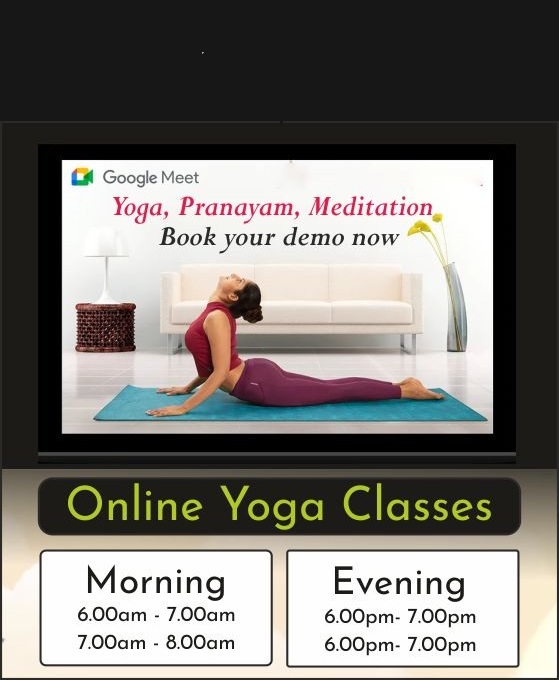 Google Meet
Yoga, Pranayam, Meditation
Book your demo now
Online Yoga Classes
Morning
6.00am - 7.00am
7.00am - 8.00am
Evening
6.00pm- 7.00pm
6.00pm- 7.00pm